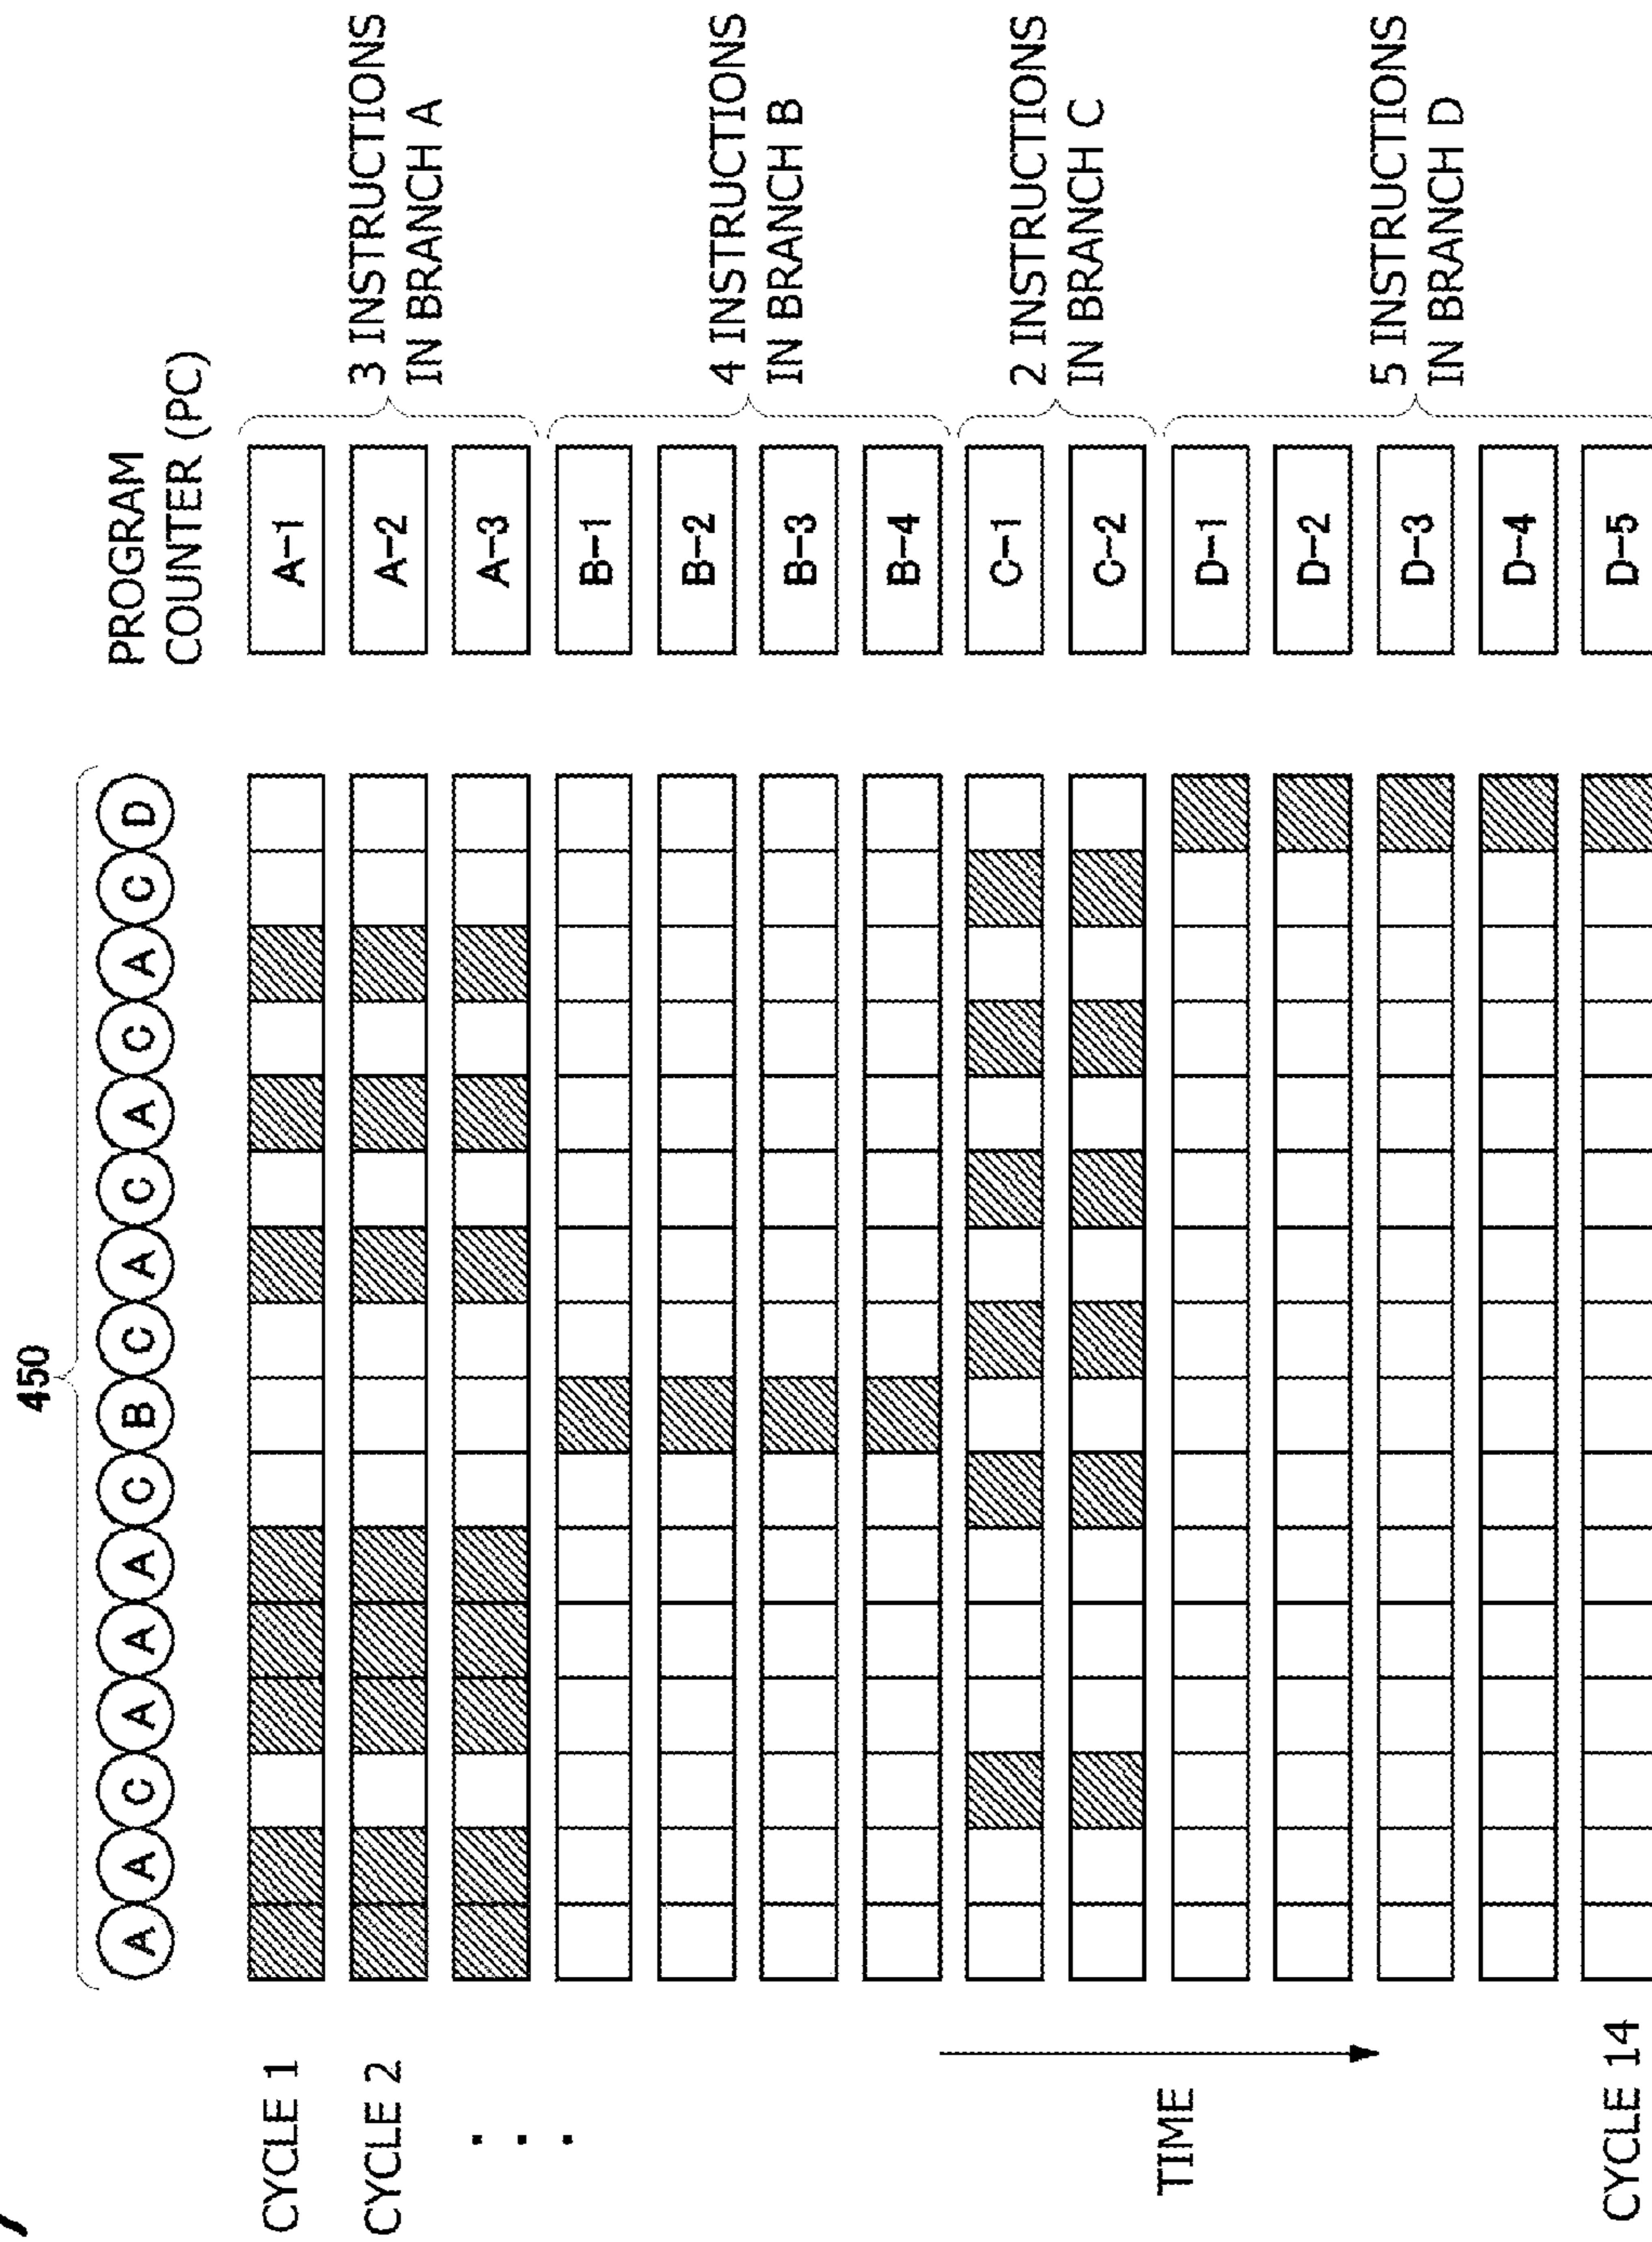 450
A A C A A A C B C A C A C A C D
PROGRAM
COUNTER (PC)
CYCLE 1
A-1
CYCLE 2
A-2
3 INSTRUCTIONS
IN BRANCH A
. . .
A-3
B-1
B-2
4 INSTRUCTIONS
IN BRANCH B
B-3
B-4
C-1
2 INSTRUCTIONS
IN BRANCH C
C-2
TIME
D-1
D-2
D-3
5 INSTRUCTIONS
IN BRANCH D
D-4
CYCLE 14
D-5